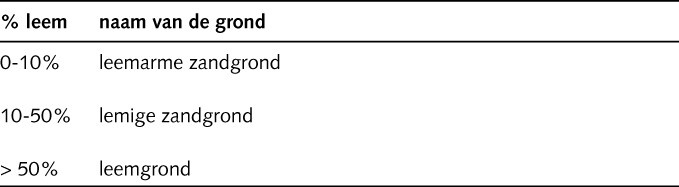 % leem naam van de grond
0-10% leemarme zandgrond
10-50% lemige zandgrond
> 50% leemgrond